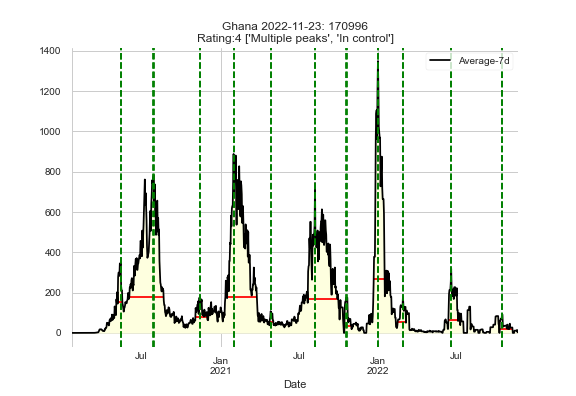 Ghana 2022-11-23: 170996
Rating:4 ['Multiple peaks', 'In control']
1400
Average-7d
1200
1000
800
600
400
200
0
Jul
Jan
2021
Jul
Jan
2022
Jul
Date